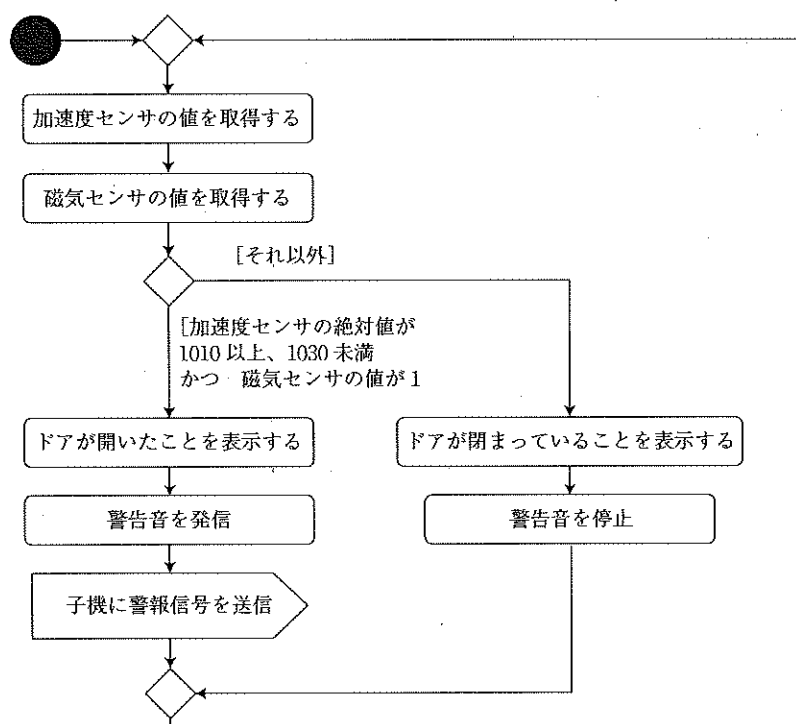 加速度センサの値を取得する
磁気センサの値を取得する
[それ以外]
[加速度センサの絶対値が
1010 以上、1030 未満
かつ 磁気センサの値が 1
ドアが開いたことを表示する
ドアが閉まっていることを表示する
警告音を発信
警告音を停止
子機に警報信号を送信